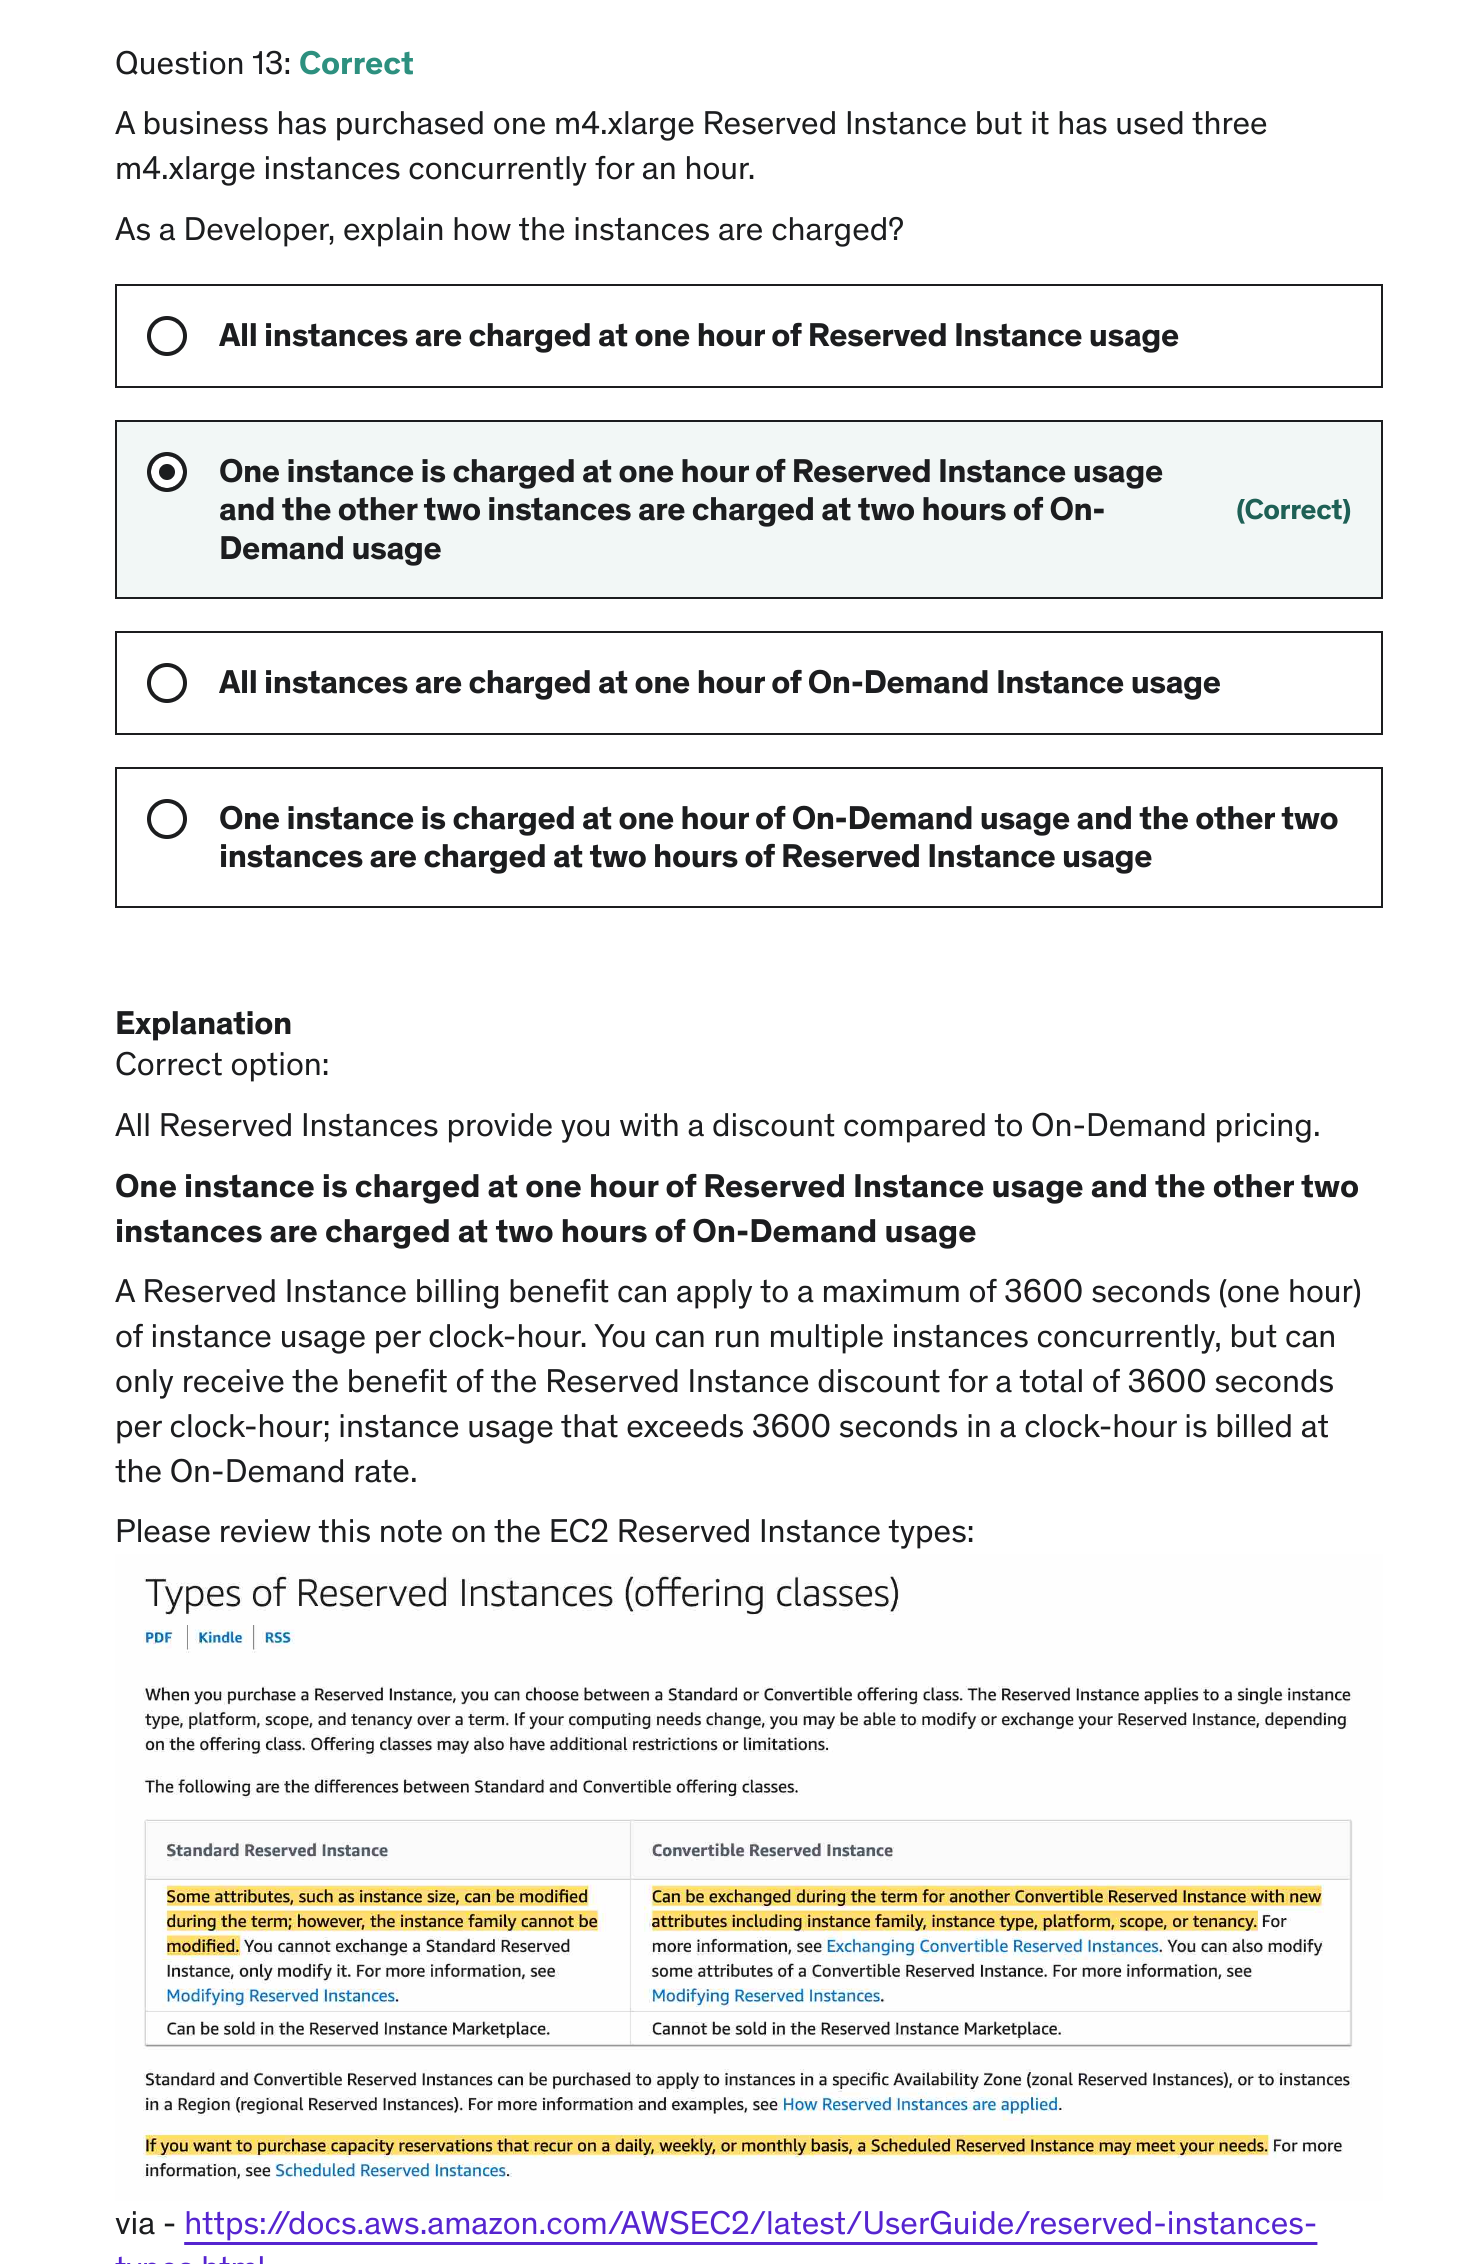 Question 13: Correct
A business has purchased one m4.xlarge Reserved Instance but it has used three
m4.xlarge instances concurrently for an hour.
As a Developer, explain how the instances are charged?
All instances are charged at one hour of Reserved Instance usage
One instance is charged at one hour of Reserved Instance usage
and the other two instances are charged at two hours of On-
Demand usage
(Correct)
All instances are charged at one hour of On-Demand Instance usage
One instance is charged at one hour of On-Demand usage and the other two
instances are charged at two hours of Reserved Instance usage
Explanation
Correct option:
All Reserved Instances provide you with a discount compared to On-Demand pricing.
One instance is charged at one hour of Reserved Instance usage and the other two
instances are charged at two hours of On-Demand usage
A Reserved Instance billing benefit can apply to a maximum of 3600 seconds (one hour)
of instance usage per clock-hour. You can run multiple instances concurrently, but can
only receive the benefit of the Reserved Instance discount for a total of 3600 seconds
per clock-hour; instance usage that exceeds 3600 seconds in a clock-hour is billed at
the On-Demand rate.
Please review this note on the EC2 Reserved Instance types:
Types of Reserved Instances (offering classes)
PDF Kindle RSS
When you purchase a Reserved Instance, you can choose between a Standard or Convertible offering class. The Reserved Instance applies to a single instance
type, platform, scope, and tenancy over a term. If your computing needs change, you may be able to modify or exchange your Reserved Instance, depending
on the offering class. Offering classes may also have additional restrictions or limitations.
The following are the differences between Standard and Convertible offering classes.
Standard Reserved Instance
Convertible Reserved Instance
Some attributes, such as instance size, can be modified
during the term; however, the instance family cannot be
modified. You cannot exchange a Standard Reserved
Instance, only modify it. For more information, see
Modifying Reserved Instances.
Can be exchanged during the term for another Convertible Reserved Instance with new
attributes including instance family, instance type, platform, scope, or tenancy. For
more information, see Exchanging Convertible Reserved Instances. You can also modify
some attributes of a Convertible Reserved Instance. For more information, see
Modifying Reserved Instances.
Can be sold in the Reserved Instance Marketplace.
Cannot be sold in the Reserved Instance Marketplace.
Standard and Convertible Reserved Instances can be purchased to apply to instances in a specific Availability Zone (zonal Reserved Instances), or to instances
in a Region (regional Reserved Instances). For more information and examples, see How Reserved Instances are applied.
If you want to purchase capacity reservations that recur on a daily, weekly, or monthly basis, a Scheduled Reserved Instance may meet your needs. For more
information, see Scheduled Reserved Instances.
via - https://docs.aws.amazon.com/AWSEC2/latest/UserGuide/reserved-instances-